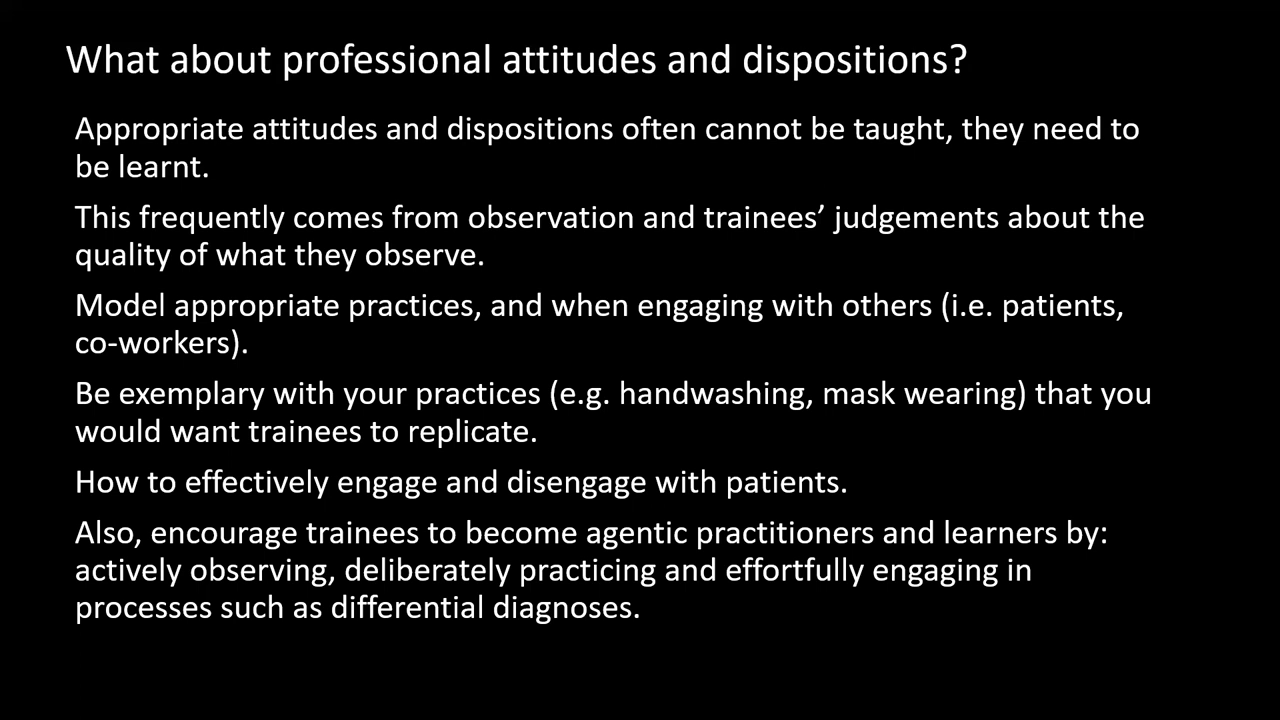 What about professional attitudes and dispositions?
Appropriate attitudes and dispositions often cannot be taught, they need to
be learnt.
This frequently comes from observation and trainees’ judgements about the
quality of what they observe.
Model appropriate practices, and when engaging with others (i.e. patients,
co-workers).
Be exemplary with your practices (e.g. handwashing, mask wearing) that you
would want trainees to replicate.
How to effectively engage and disengage with patients.
Also, encourage trainees to become agentic practitioners and learners by:
actively observing, deliberately practicing and effortfully engaging in
processes such as differential diagnoses.